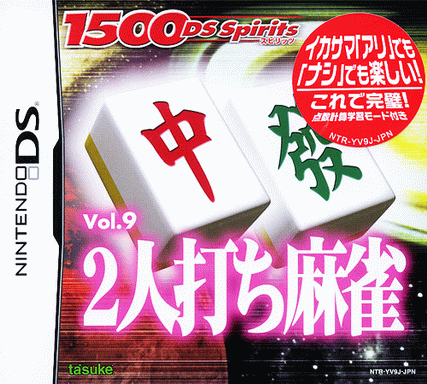 NINTENDO DS
1500DS Spirits
スピリッツ
イカサマ「アリ」でも
「ナシ」でも楽しい!
これで完璧!
点数計算学習モード付き
NTR-YV9J-JPN
中
發
Vol.9
2人打ち麻雀
tasuke
NTR-YV9J-JPN